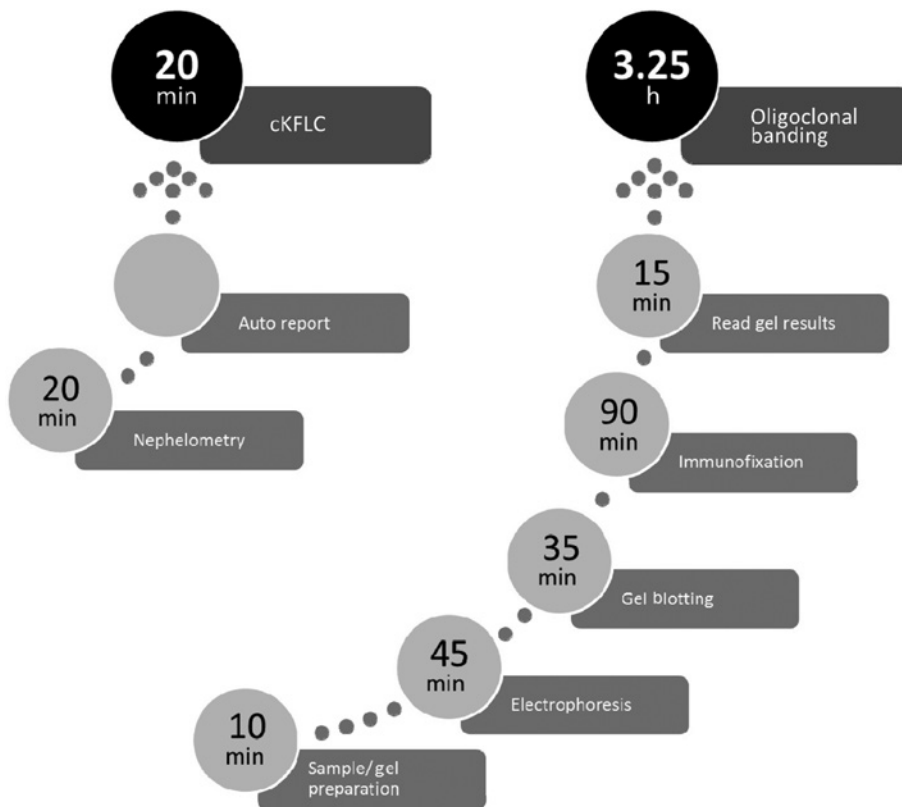 20
min
cKFLC
Auto report
20
min
Nephelometry
3.25
h
Oligoclonal
banding
15
min
Read gel results
90
min
Immunofixation
35
min
Gel blotting
45
min
Electrophoresis
10
min
Sample/gel
preparation